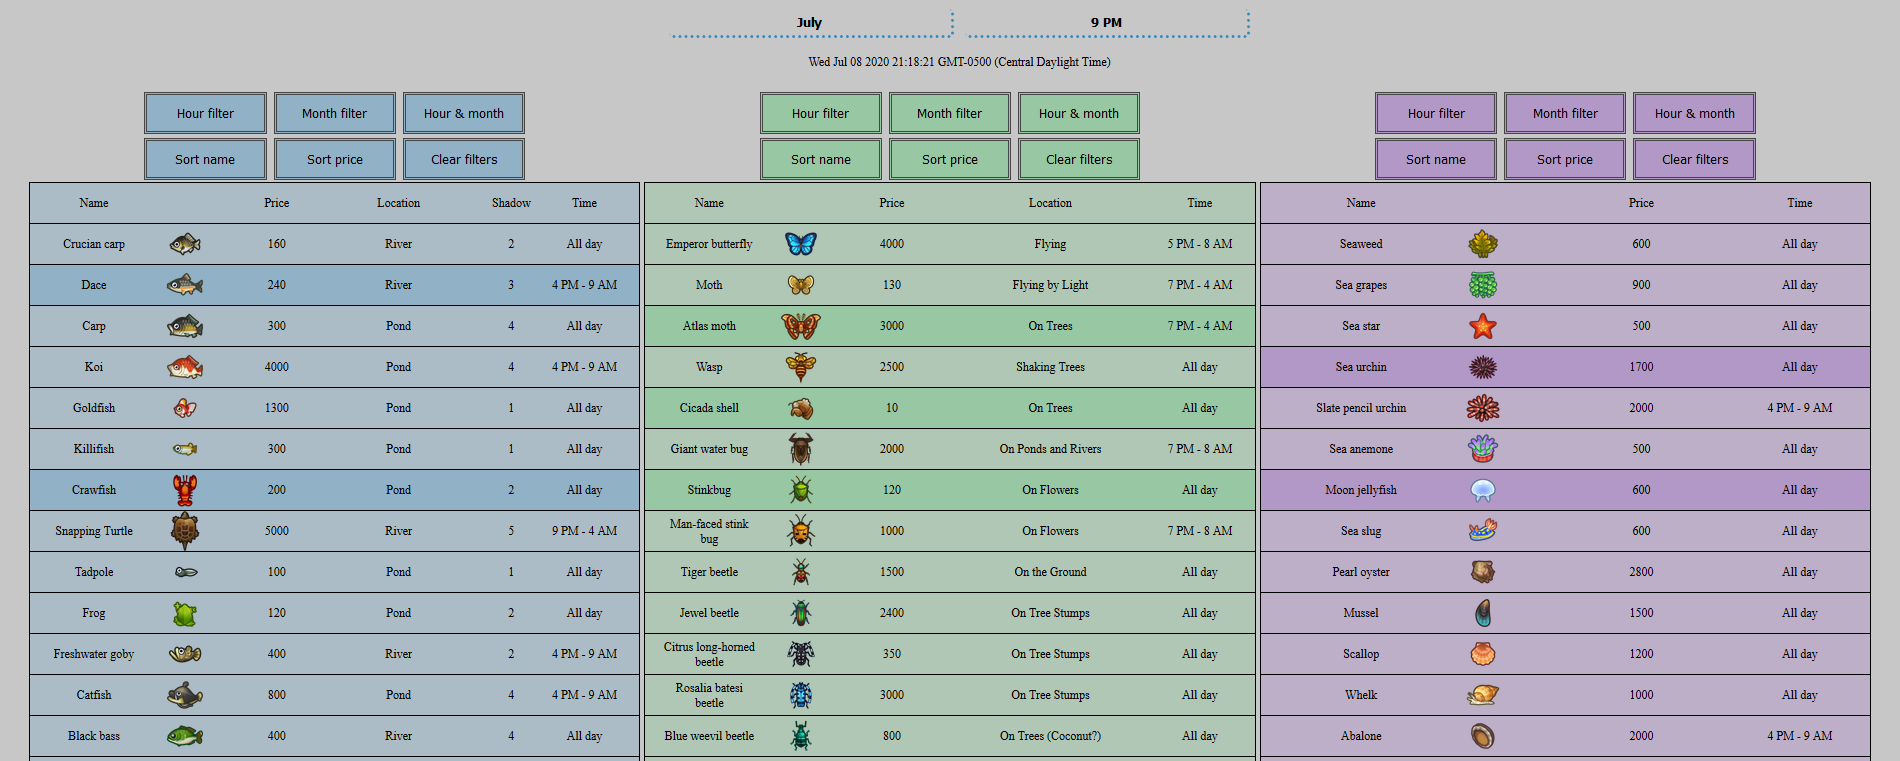 July 9 PM
Wed Jul 08 2020 21:18:21 GMT-0500 (Central Daylight Time)
Hour filter Month filter Hour & month
Sort name Sort price Clear filters
Name Price Location Shadow Time
Crucian carp 160 River 2 All day
Dace 240 River 3 4 PM - 9 AM
Carp 300 Pond 4 All day
Koi 4000 Pond 4 4 PM - 9 AM
Goldfish 1300 Pond 1 All day
Killifish 300 Pond 1 All day
Crawfish 200 Pond 2 All day
Snapping Turtle 5000 River 5 9 PM - 4 AM
Tadpole 100 Pond 1 All day
Frog 120 Pond 2 All day
Freshwater goby 400 River 2 4 PM - 9 AM
Catfish 800 Pond 4 4 PM - 9 AM
Black bass 400 River 4 All day
Hour filter Month filter Hour & month
Sort name Sort price Clear filters
Name Price Location Time
Emperor butterfly 4000 Flying 5 PM - 8 AM
Moth 130 Flying by Light 7 PM - 4 AM
Atlas moth 3000 On Trees 7 PM - 4 AM
Wasp 2500 Shaking Trees All day
Cicada shell 10 On Trees All day
Giant water bug 2000 On Ponds and Rivers 7 PM - 8 AM
Stinkbug 120 On Flowers All day
Man-faced stink
bug 1000 On Flowers 7 PM - 8 AM
Tiger beetle 1500 On the Ground All day
Jewel beetle 2400 On Tree Stumps All day
Citrus long-horned
beetle 350 On Tree Stumps All day
Rosalia batesi
beetle 3000 On Tree Stumps All day
Blue weevil beetle 800 On Trees (Coconut?) All day
Hour filter Month filter Hour & month
Sort name Sort price Clear filters
Name Price Time
Seaweed 600 All day
Sea grapes 900 All day
Sea star 500 All day
Sea urchin 1700 All day
Slate pencil urchin 2000 4 PM - 9 AM
Sea anemone 500 All day
Moon jellyfish 600 All day
Sea slug 600 All day
Pearl oyster 2800 All day
Mussel 1500 All day
Scallop 1200 All day
Whelk 1000 All day
Abalone 2000 4 PM - 9 AM